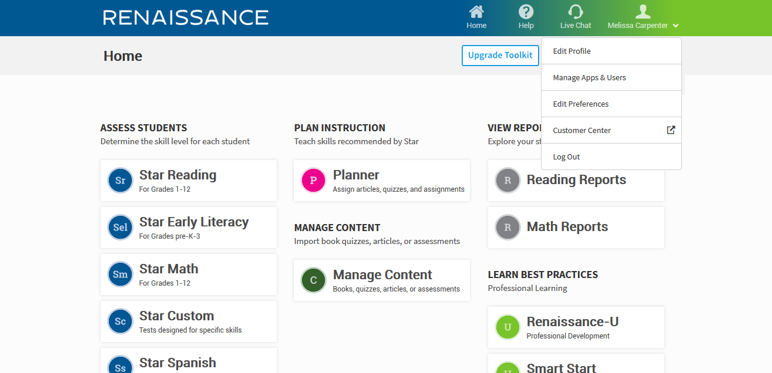 RENAISSANCE
Home
Help
Live Chat
Melissa Carpenter
Home
Upgrade Toolkit
Edit Profile
Manage Apps & Users
Edit Preferences
Customer Center
Log Out
ASSESS STUDENTS
Determine the skill level for each student
Sr
Star Reading
For Grades 1-12
Sel
Star Early Literacy
For Grades pre-K-3
Sm
Star Math
For Grades 1-12
Sc
Star Custom
Tests designed for specific skills
Ss
Star Spanish
PLAN INSTRUCTION
Teach skills recommended by Star
P
Planner
Assign articles, quizzes, and assignments
MANAGE CONTENT
Import book quizzes, articles, or assessments
C
Manage Content
Books, quizzes, articles, or assessments
VIEW REPO
Explore your st
R
Reading Reports
R
Math Reports
LEARN BEST PRACTICES
Professional Learning
U
Renaissance-U
Professional Development
Smart Start